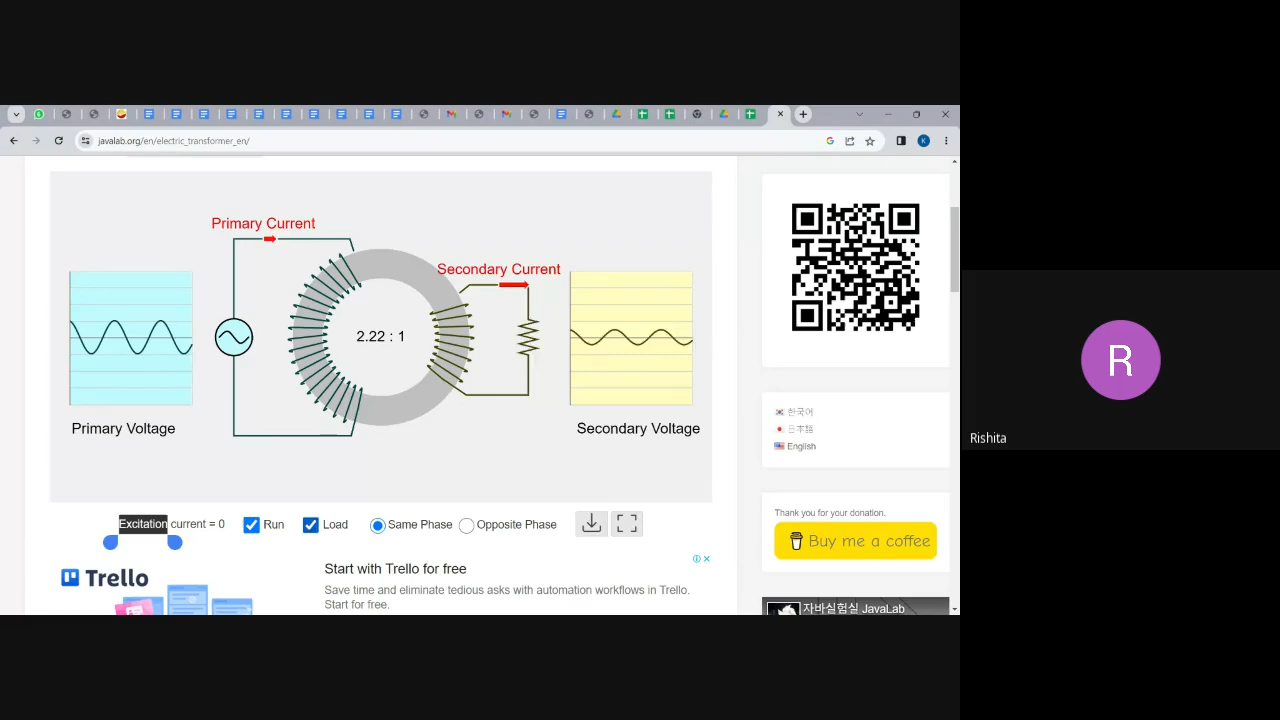 javalab.org/en/electric_transformer_en/
K
Primary Current
Secondary Current
2.22 : 1
Primary Voltage
Secondary Voltage
Excitation current = 0
Run
Load
Same Phase
Opposite Phase
Trello
Start with Trello for free
Save time and eliminate tedious asks with automation workflows in Trello.
Start for free.
한국어
日本語
English
Thank you for your donation.
Buy me a coffee
자바실험실 JavaLab
R
Rishita